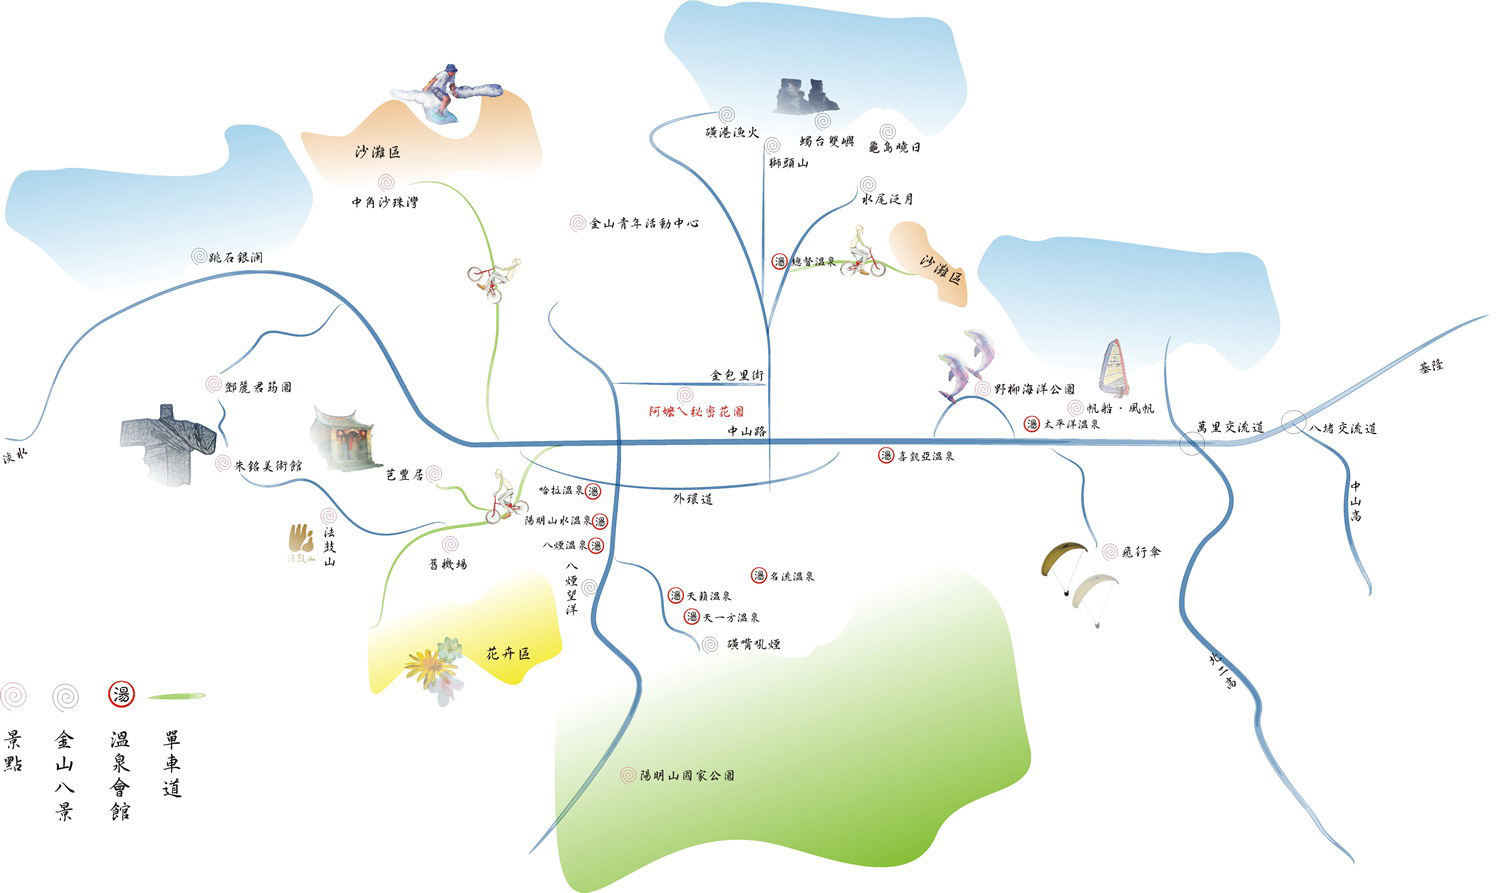 沙灘區
中角沙珠灣
磺港漁火
獅頭山
燭台雙嶼
龜島曉日
水尾泛月
金山青年活動中心
總督溫泉
湯
沙灘區
跳石銀濶
鄧麗君筠園
朱銘美術館
淡水
芭豐居
法鼓山
法鼓山
舊機場
金包里街
阿嬤ㄟ秘密花園
中山路
外環道
哈拉溫泉
湯
陽明山水溫泉
湯
八煙溫泉
湯
八煙望洋
湯
名流溫泉
湯
天籟溫泉
湯
天一方溫泉
磺嘴吼煙
花卉區
陽明山國家公園
野柳海洋公園
帆船・風帆
湯
太平洋溫泉
湯
喜凱亞溫泉
萬里交流道
八堵交流道
基隆
中山高
北二高
飛行傘
湯
景點
金山八景
溫泉會館
單車道